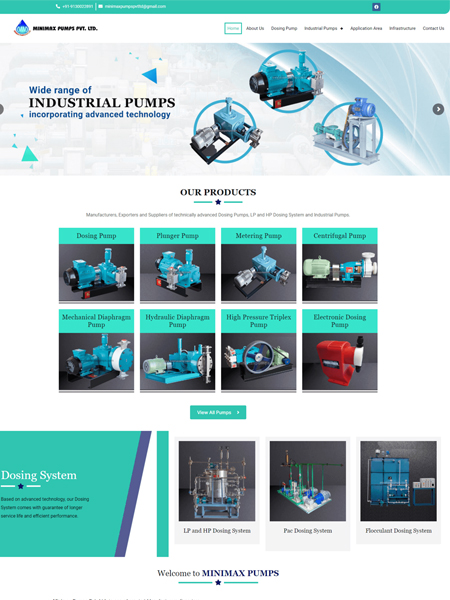 +91-9130022891 minimaxpumpspvtltd@gmail.com
MINIMAX PUMPS PVT. LTD.
Home About Us Dosing Pump Industrial Pumps Application Area Infrastructure Contact Us
Wide range of
INDUSTRIAL PUMPS
incorporating advanced technology
OUR PRODUCTS
Manufacturers, Exporters and Suppliers of technically advanced Dosing Pumps, LP and HP Dosing System and Industrial Pumps.
Dosing Pump
Plunger Pump
Metering Pump
Centrifugal Pump
Mechanical Diaphragm
Pump
Hydraulic Diaphragm
Pump
High Pressure Triplex
Pump
Electronic Dosing
Pump
View All Pumps
Dosing System
Based on advanced technology our Dosing
System comes with guarantee of longer
service life and efficient performance.
LP and HP Dosing System
Pac Dosing System
Flocculant Dosing System
Welcome to MINIMAX PUMPS